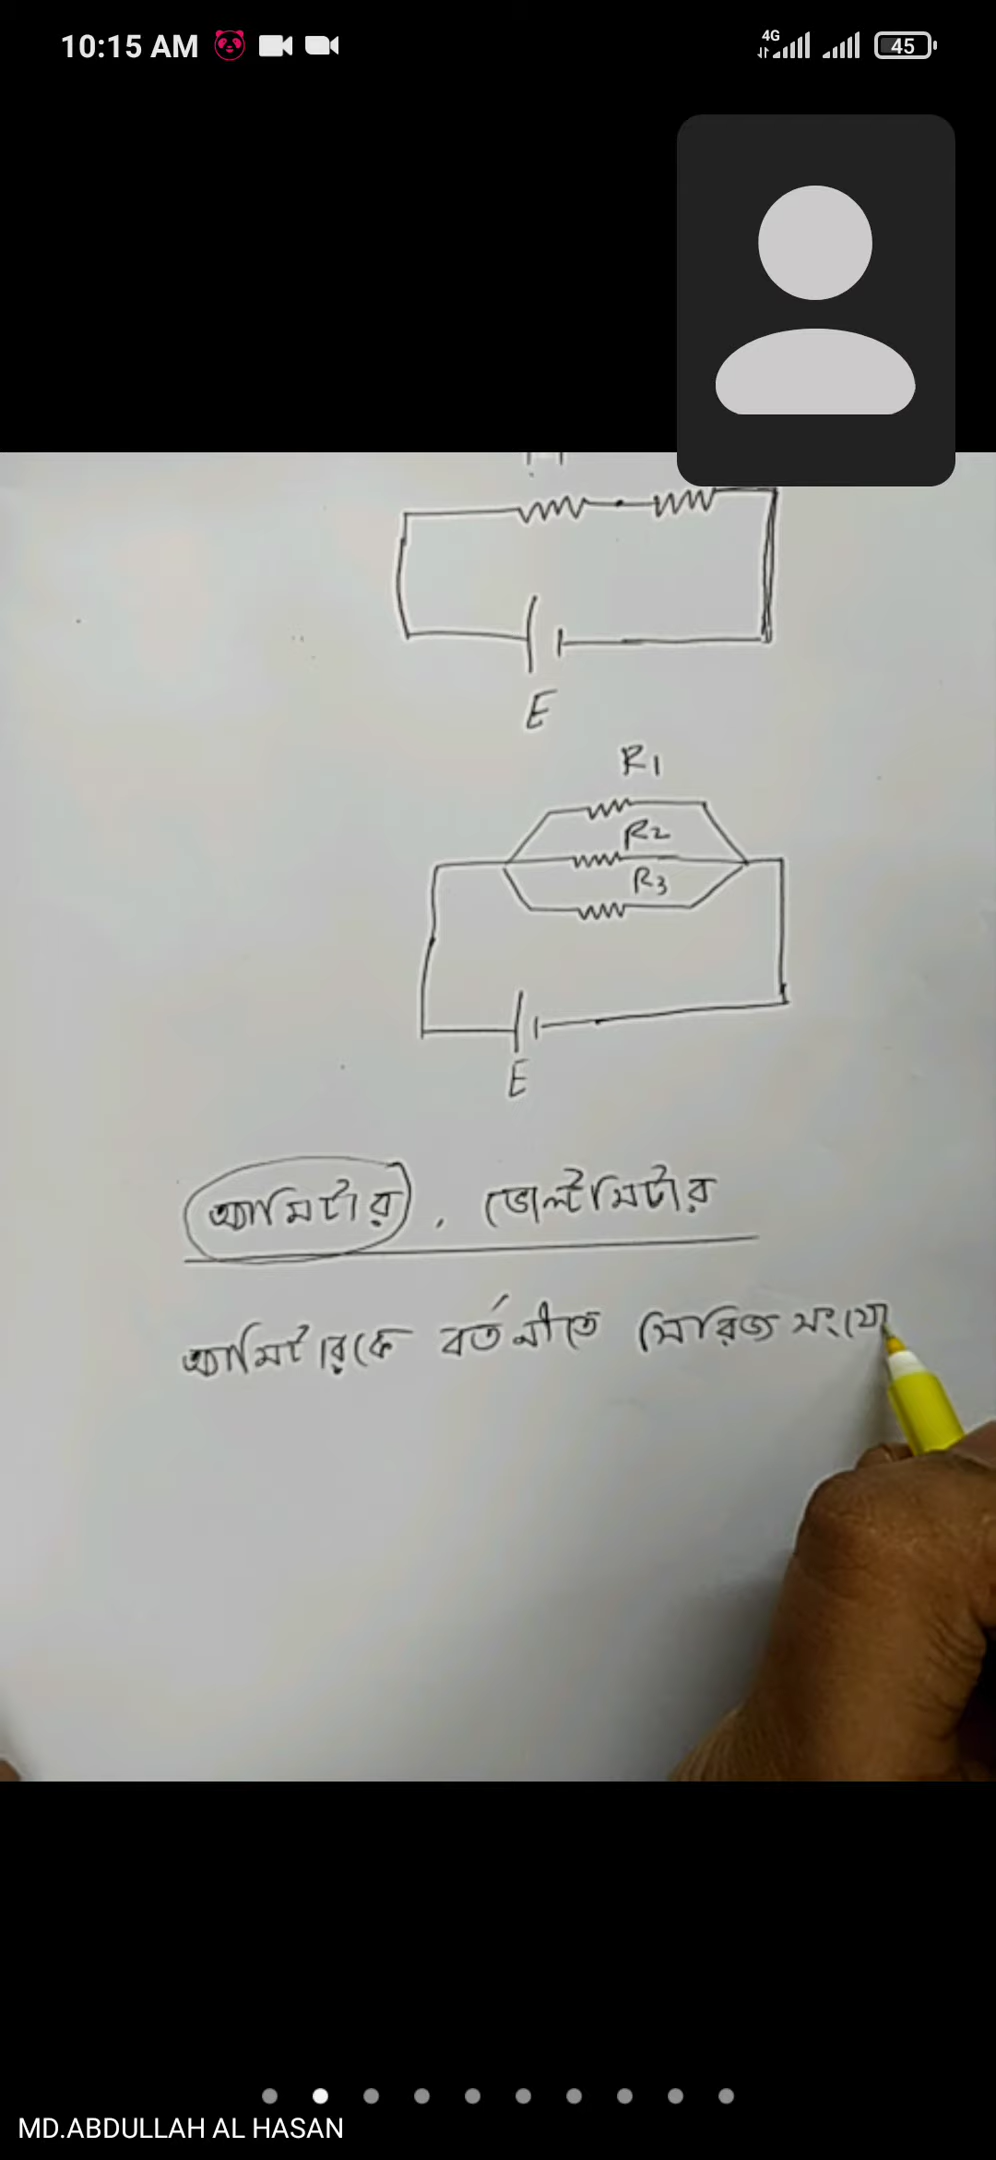 10:15 AM
4G
45
E
R1
R2
R3
E
অ্যামিটার, ভোল্টমিটার
অ্যামিটারকে বর্তনীতে সিরিজ সংযো
MD.ABDULLAH AL HASAN